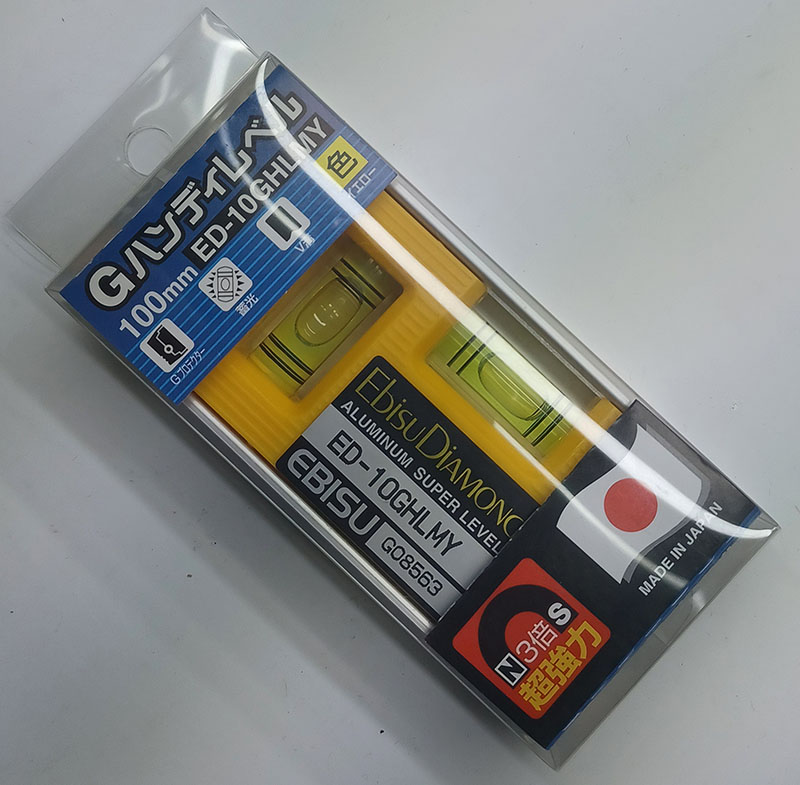 Gハンディレベル
100mm ED-10GHLMY
色
イエロー
V溝
蓄光
Gプロテクター
EBISU DIAMOND
ALUMINUM SUPER LEVEL
ED-10GHLMY
EBISU
G08563
MADE IN JAPAN
N 3倍 S
超強力